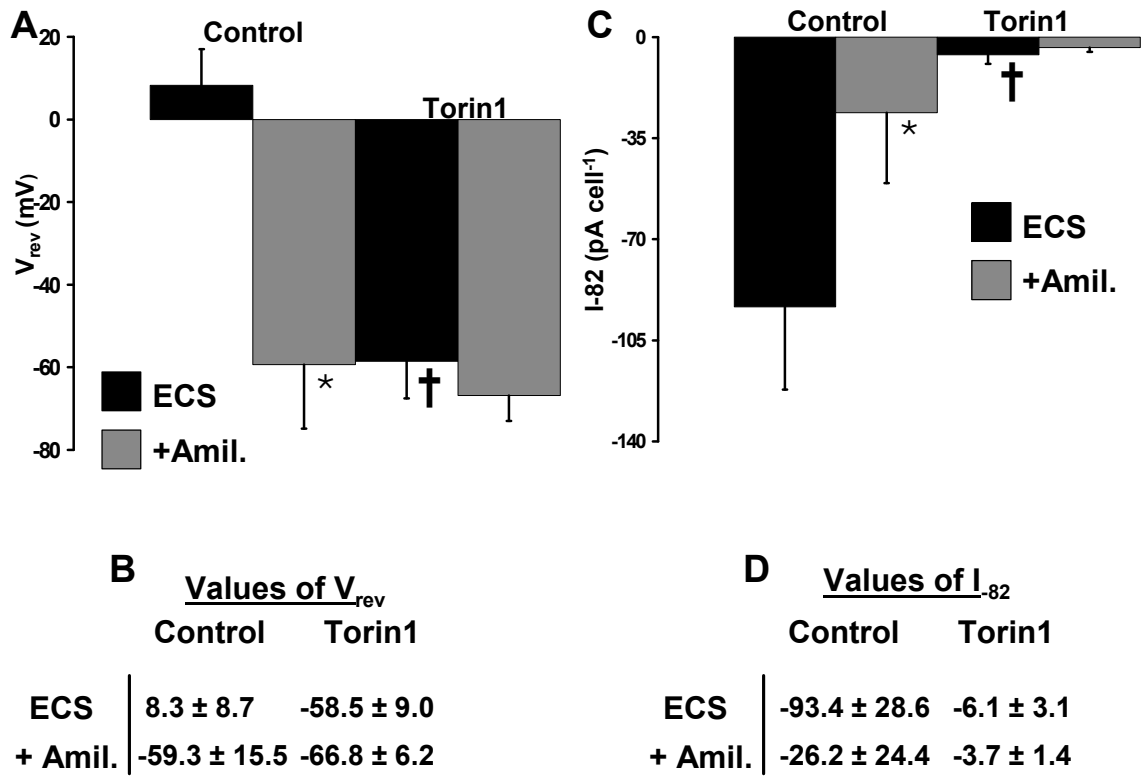 A
Control
Torin1
20
0
-20
-40
-60
-80
Vrev (mV)
*
†
ECS
+Amil.
C
Control
Torin1
0
-35
-70
-105
-140
I-82 (pA cell-1)
*
†
ECS
+Amil.
B
Values of Vrev
Control Torin1
ECS 8.3 ± 8.7 -58.5 ± 9.0
+ Amil. -59.3 ± 15.5 -66.8 ± 6.2
D
Values of I-82
Control Torin1
ECS -93.4 ± 28.6 -6.1 ± 3.1
+ Amil. -26.2 ± 24.4 -3.7 ± 1.4